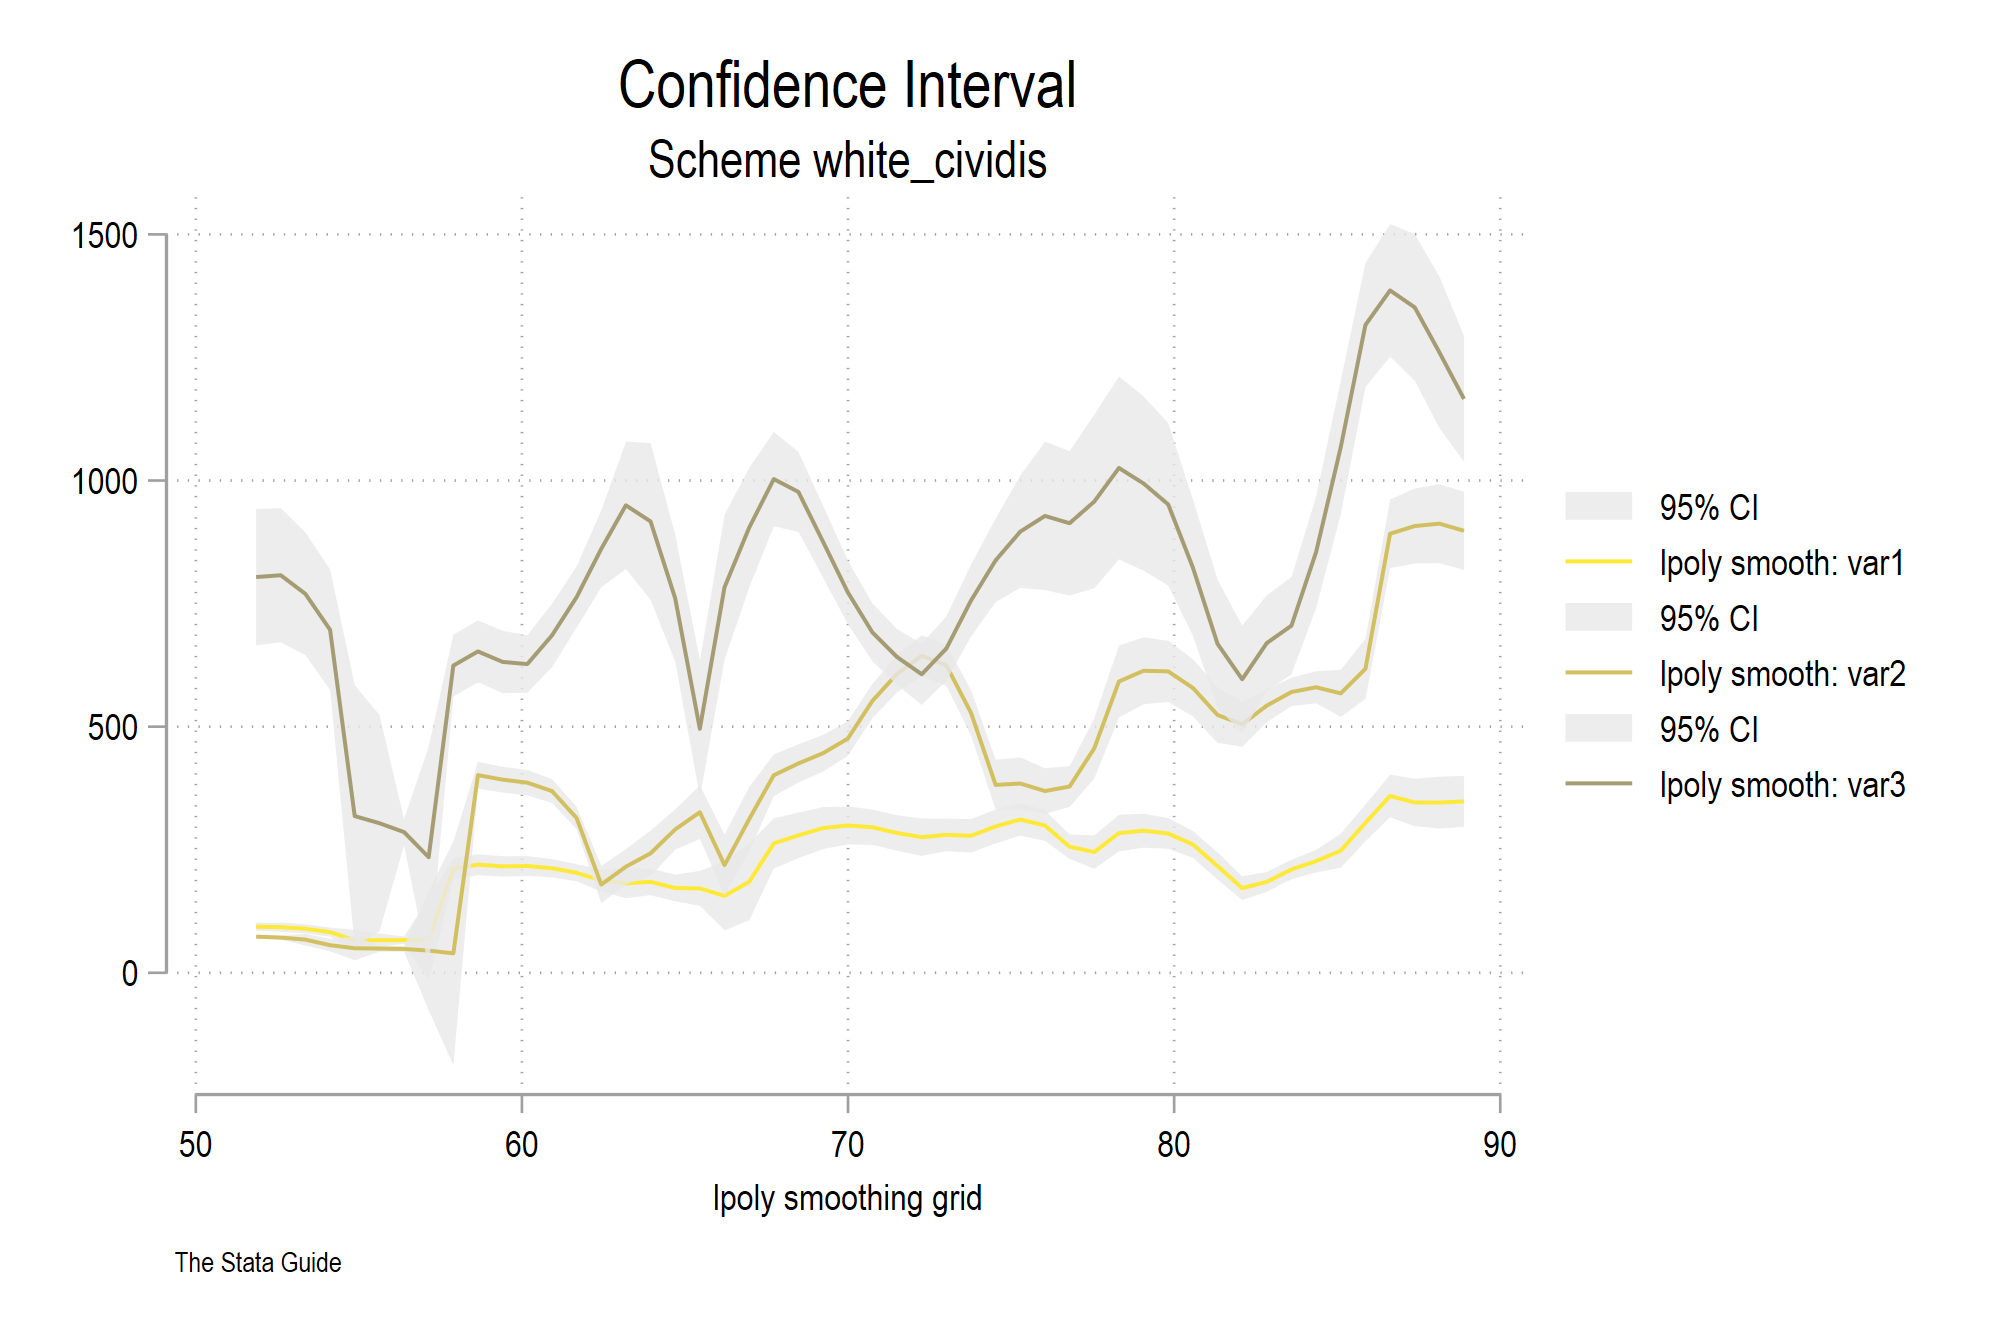 Confidence Interval
Scheme white_cividis
1500
1000
500
0
50 60 70 80 90
lpoly smoothing grid
95% CI
lpoly smooth: var1
95% CI
lpoly smooth: var2
95% CI
lpoly smooth: var3
The Stata Guide